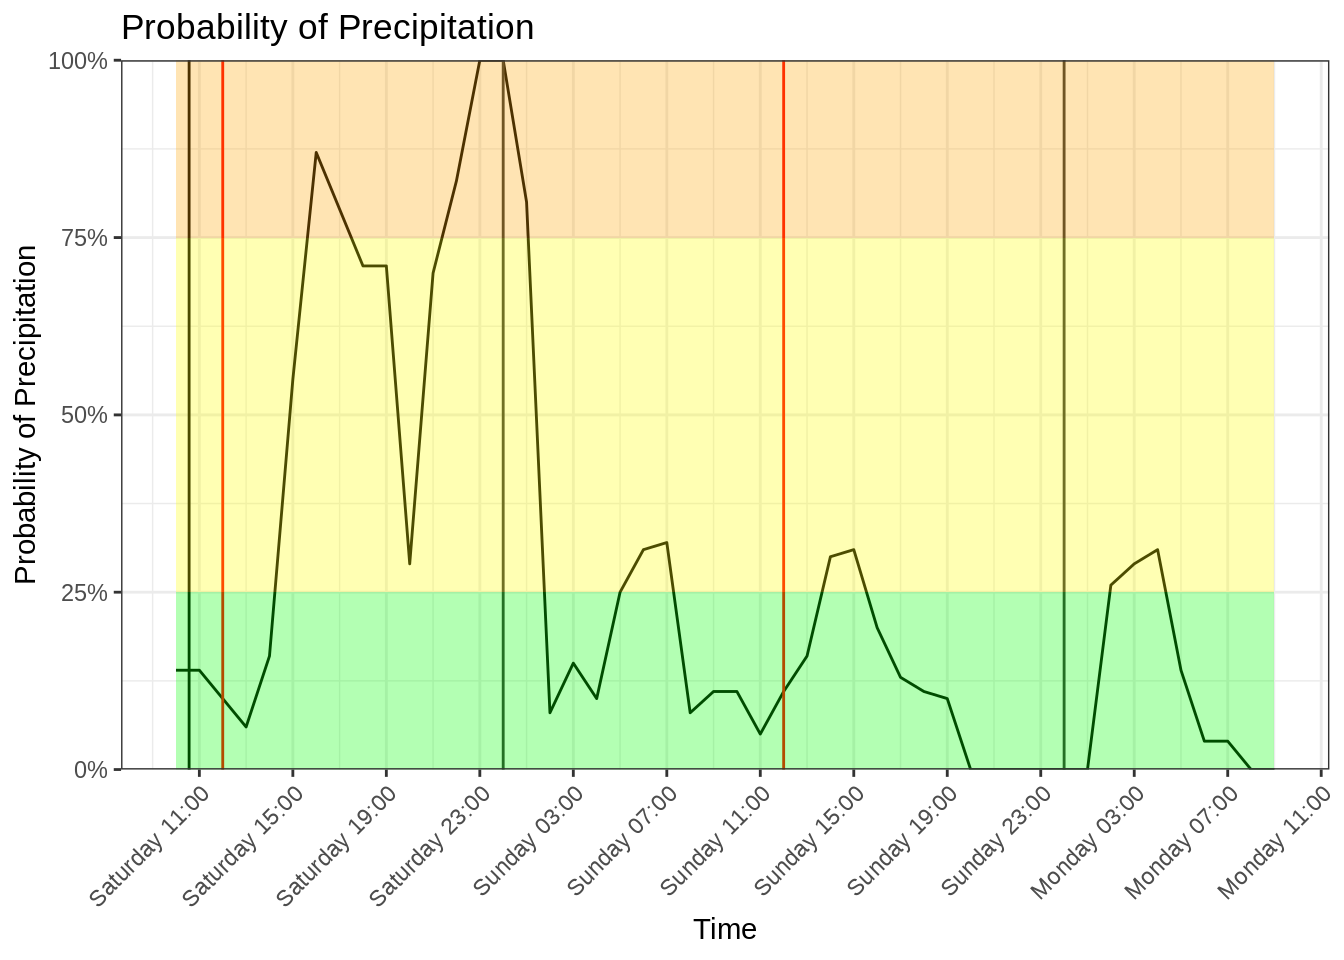 Probability of Precipitation
Probability of Precipitation
100%
75%
50%
25%
0%
Saturday 11:00
Saturday 15:00
Saturday 19:00
Saturday 23:00
Sunday 03:00
Sunday 07:00
Sunday 11:00
Sunday 15:00
Sunday 19:00
Sunday 23:00
Monday 03:00
Monday 07:00
Monday 11:00
Time